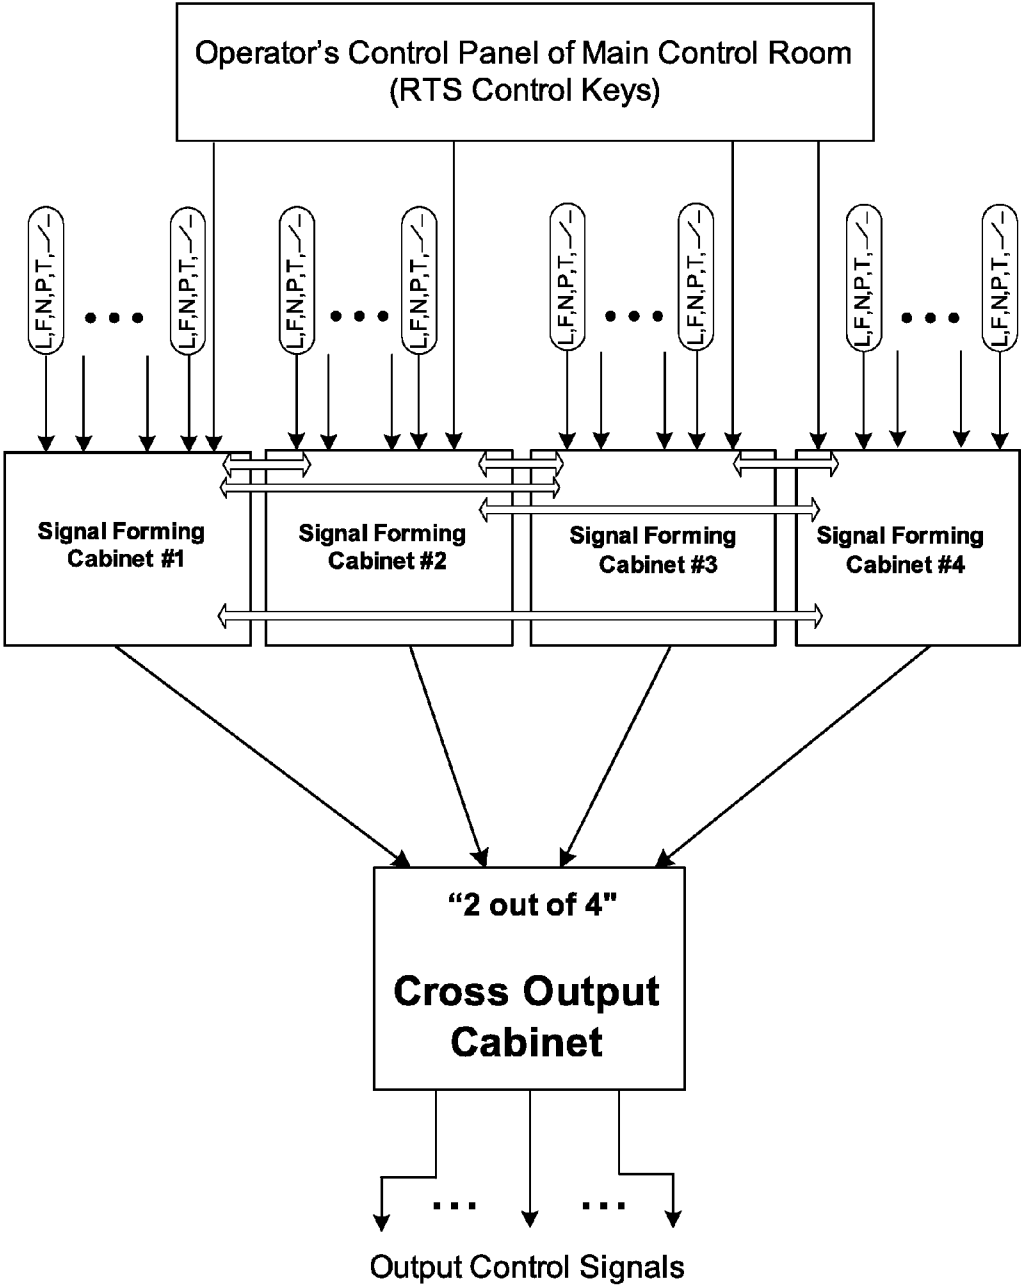 Operator’s Control Panel of Main Control Room
(RTS Control Keys)
L,F,N,P,T,
L,F,N,P,T,
L,F,N,P,T,
L,F,N,P,T,
L,F,N,P,T,
L,F,N,P,T,
L,F,N,P,T,
L,F,N,P,T,
Signal Forming
Cabinet #1
Signal Forming
Cabinet #2
Signal Forming
Cabinet #3
Signal Forming
Cabinet #4
“2 out of 4"
Cross Output
Cabinet
Output Control Signals